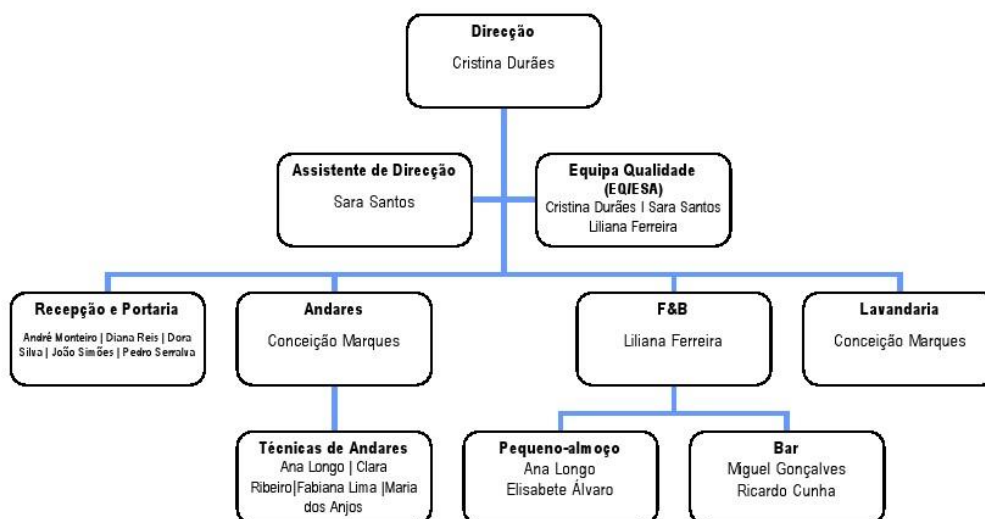 Direcção
Cristina Durães
Assistente de Direcção
Sara Santos
Equipa Qualidade
(EQ/ESA)
Cristina Durães | Sara Santos
Liliana Ferreira
Recepção e Portaria
André Monteiro | Diana Reis | Dora
Silva | João Simões | Pedro Serralva
Andares
Conceição Marques
F&B
Liliana Ferreira
Lavandaria
Conceição Marques
Técnicas de Andares
Ana Longo | Clara
Ribeiro|Fabiana Lima |Maria
dos Anjos
Pequeno-almoço
Ana Longo
Elisabete Álvaro
Bar
Miguel Gonçalves
Ricardo Cunha